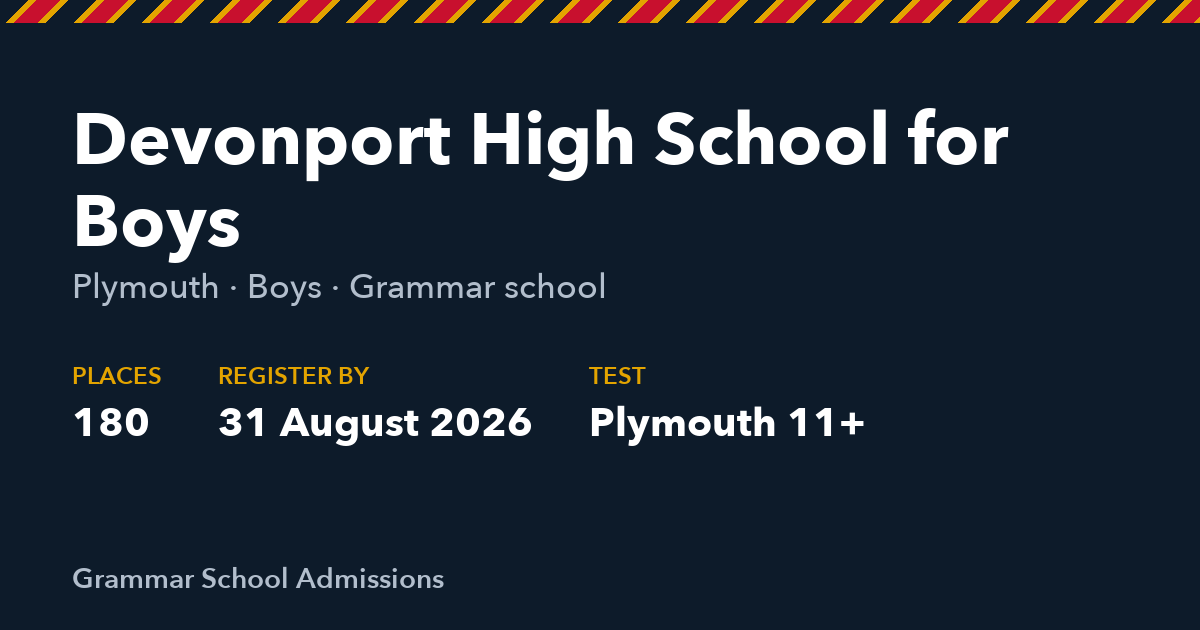 Devonport High School for
Boys
Plymouth · Boys · Grammar school
PLACES REGISTER BY TEST
180 31 August 2026 Plymouth 11+
Grammar School Admissions